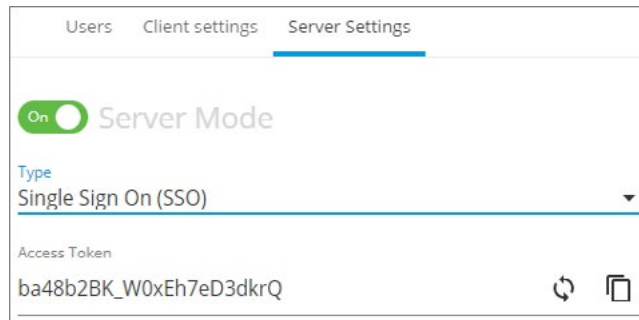 Users Client settings Server Settings
On Server Mode
Type
Single Sign On (SSO)
Access Token
ba48b2BK_W0xEh7eD3dkrQ